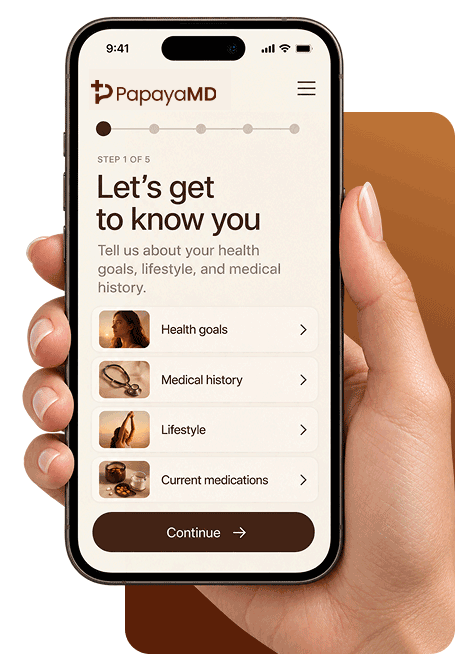 9:41
PapayaMD
STEP 1 OF 5
Let's get
to know you
Tell us about your health
goals, lifestyle, and medical
history.
Health goals
Medical history
Lifestyle
Current medications
Continue